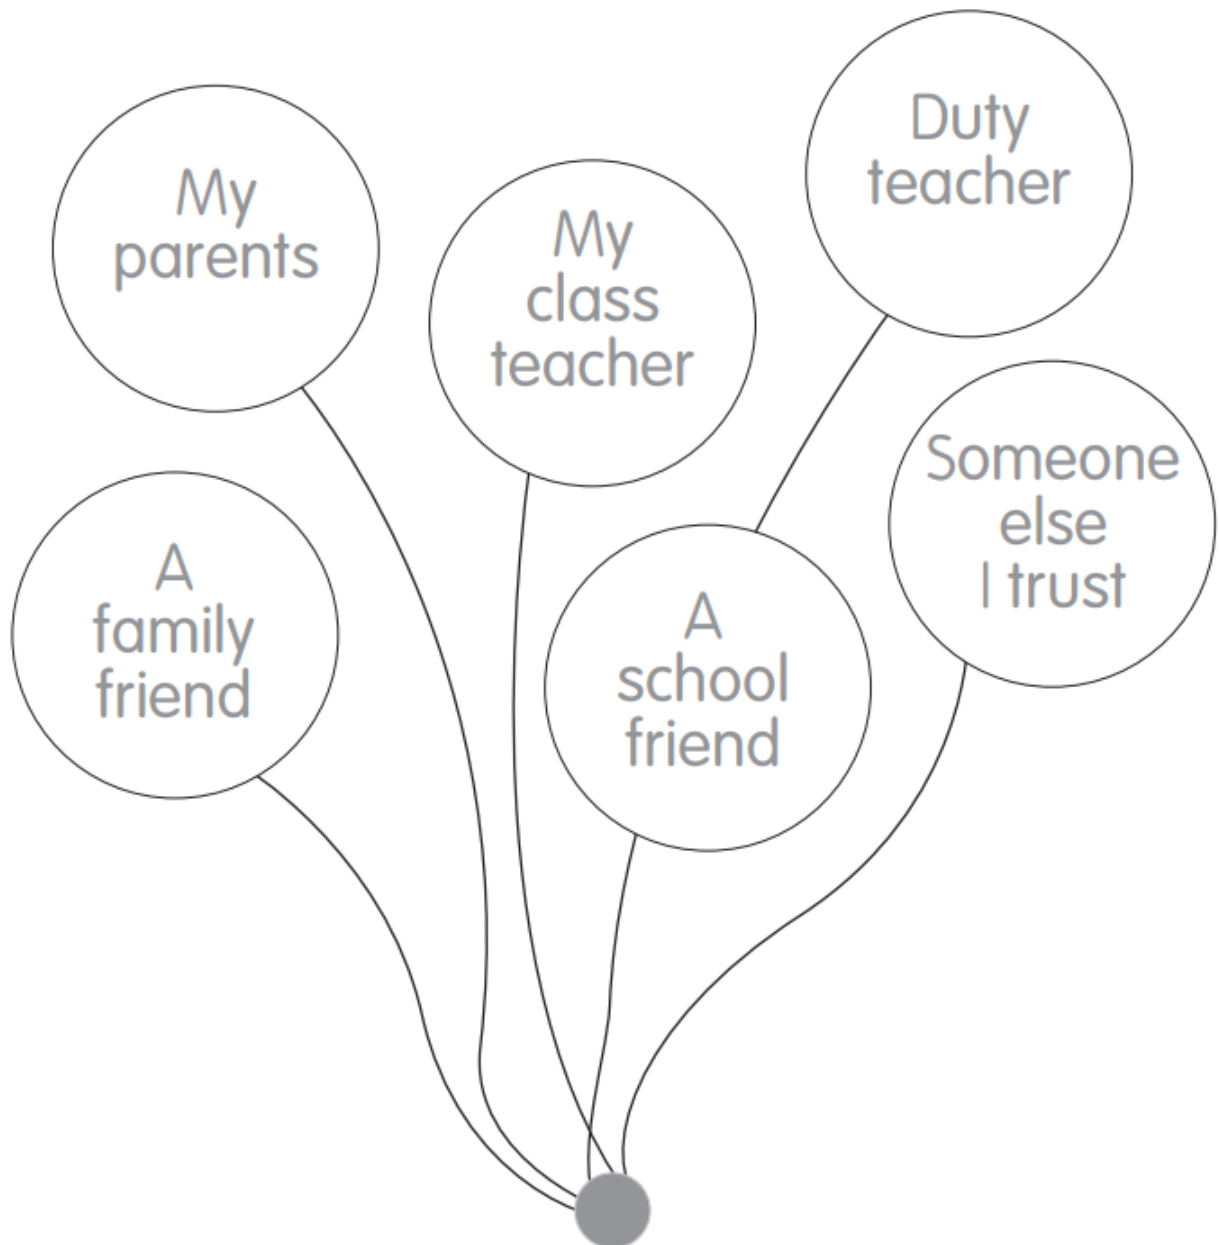 My
parents
My
class
teacher
Duty
teacher
A
family
friend
A
school
friend
Someone
else
I trust